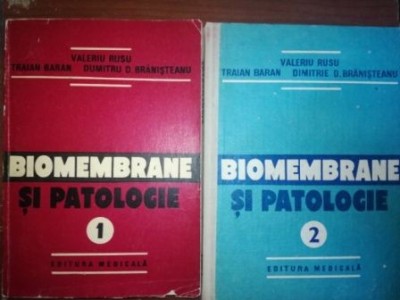 VALERIU RUSU
TRAIAN BARAN DUMITRU D. BRĂNIȘTEANU
BIOMEMBRANE
ȘI PATOLOGIE
1
EDITURA MEDICALĂ
VALERIU RUSU
TRAIAN BARAN DIMITRIE D. BRĂNIȘTEANU
BIOMEMBRANE
ȘI PATOLOGIE
2
EDITURA MEDICALĂ